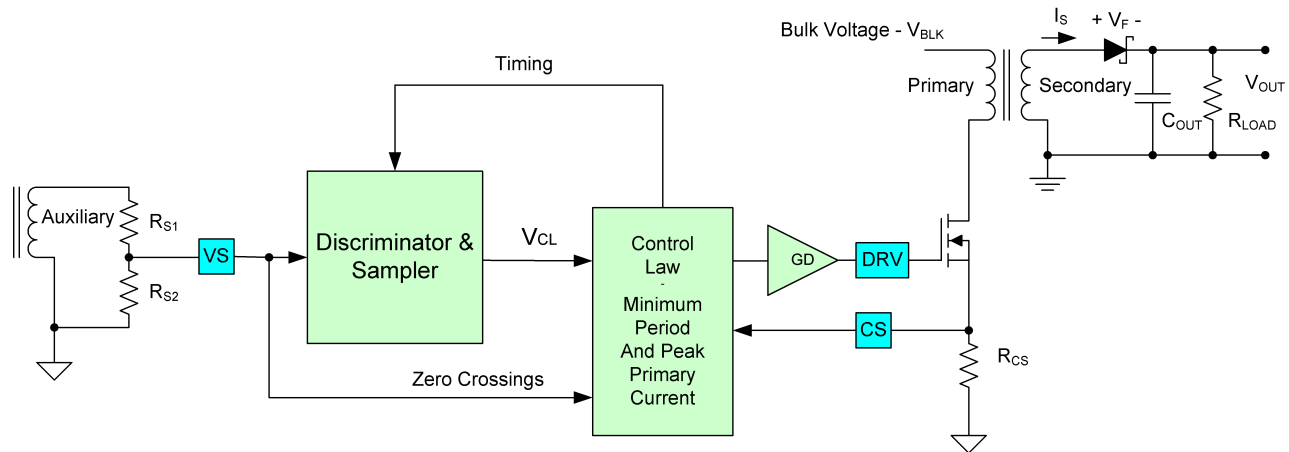 Bulk Voltage - VBLK
IS
+ VF -
Timing
Primary
Secondary
VOUT
COUT
RLOAD
Auxiliary
RS1
RS2
VS
Discriminator &
Sampler
VCL
Control
Law
-
Minimum
Period
And Peak
Primary
Current
GD
DRV
CS
RCS
Zero Crossings